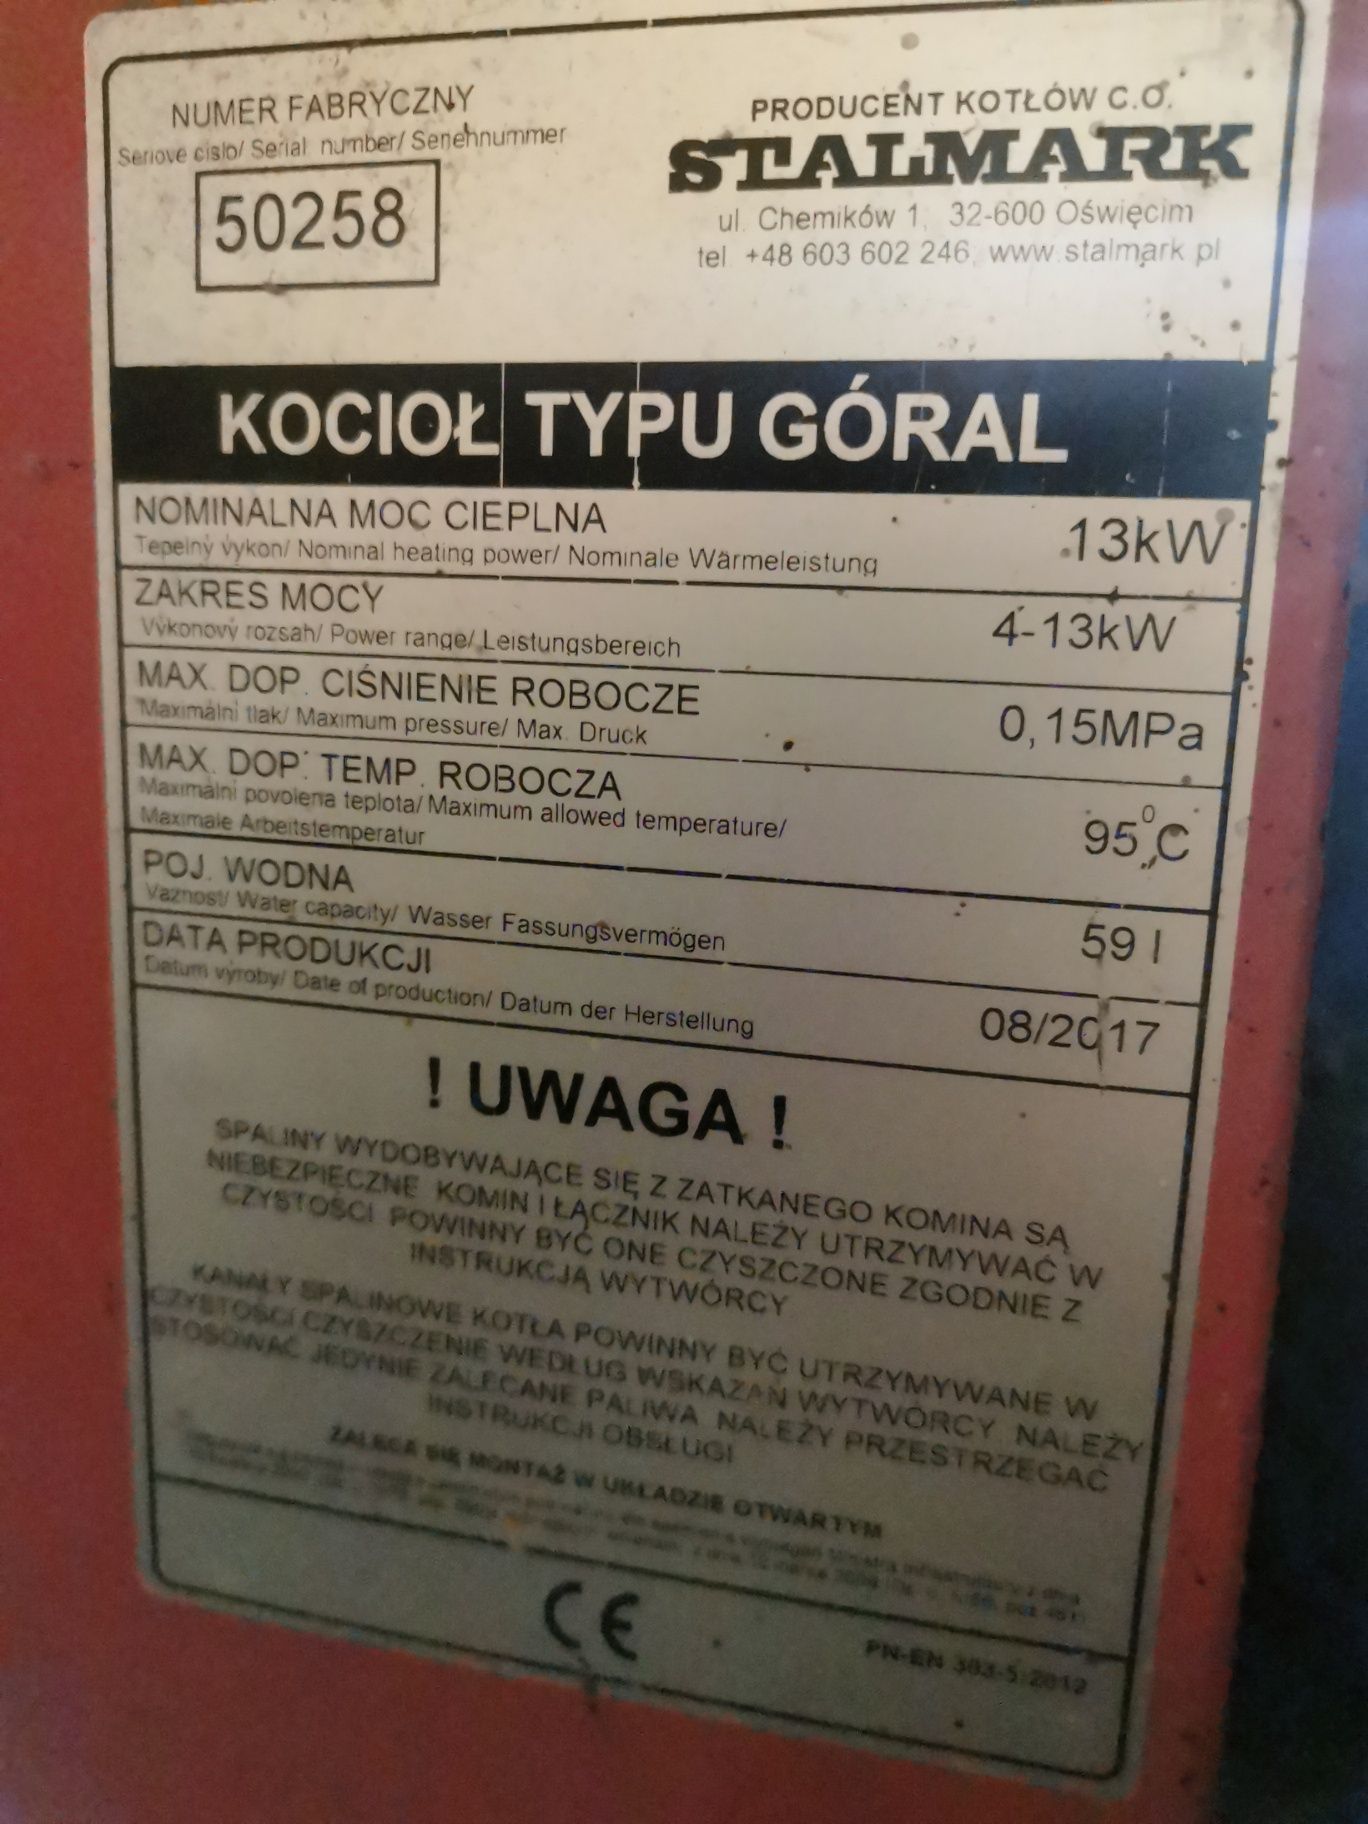 NUMER FABRYCZNY
Seriove cislo/ Serial number/ Seriehnummer
50258
PRODUCENT KOTŁÓW C.O.
STALMARK
ul. Chemików 1, 32-600 Oświęcim
tel. +48 603 602 246, www.stalmark.pl
KOCIOŁ TYPU GÓRAL
NOMINALNA MOC CIEPLNA
Tepelný vykon/ Nominal heating power/ Nominale Wärmeleistung
13kW
ZAKRES MOCY
Výkonový rozsah/ Power range/ Leistungsbereich
4-13kW
MAX. DOP. CIŚNIENIE ROBOCZE
Maximálni tlak/ Maximum pressure/ Max. Druck
0,15MPa
MAX. DOP. TEMP. ROBOCZA
Maximálni povolena teplota/ Maximum allowed temperature/
Maximale Arbeitstemperatur
95°C
POJ. WODNA
Vaznost/ Water capacity/ Wasser Fassungsvermögen
59 l
DATA PRODUKCJI
Datum výroby/ Date of production/ Datum der Herstellung
08/2017
! UWAGA !
SPALINY WYDOBYWAJĄCE SIĘ Z ZATKANEGO KOMINA SĄ
NIEBEZPIECZNE KOMIN I ŁĄCZNIK NALEŻY UTRZYMYWAĆ W
CZYSTOŚCI POWINNY BYĆ ONE CZYSZCZONE ZGODNIE Z
INSTRUKCJĄ WYTWÓRCY
KANAŁY SPALINOWE KOTŁA POWINNY BYĆ UTRZYMYWANE W
CZYSTOŚCI CZYSZCZENIE WEDŁUG WSKAZAŃ WYTWÓRCY NALEŻY
STOSOWAĆ JEDYNIE ZALECANE PALIWA NALEŻY PRZESTRZEGAĆ
INSTRUKCJI OBSŁUGI
ZALECA SIĘ MONTAŻ W UKŁADZIE OTWARTYM
CE
PN-EN 303-5:2012